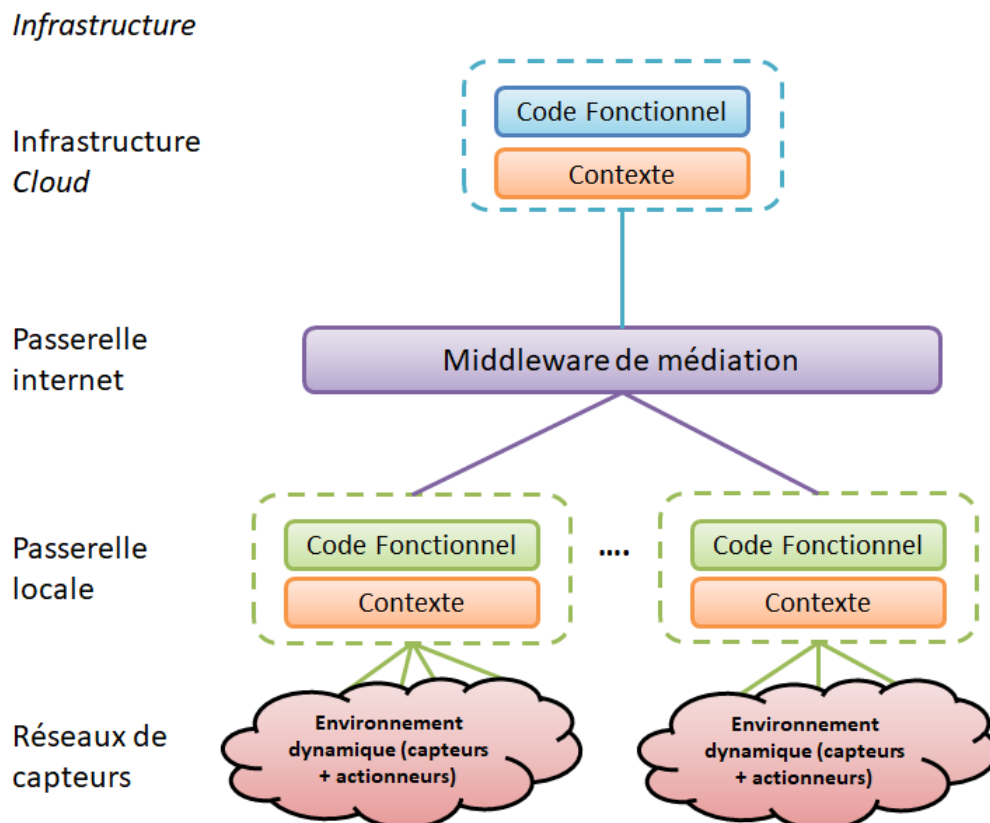 Infrastructure
Infrastructure
Cloud
Code Fonctionnel
Contexte
Passerelle
internet
Middleware de médiation
Passerelle
locale
Code Fonctionnel
Contexte
....
Code Fonctionnel
Contexte
Réseaux de
capteurs
Environnement
dynamique (capteurs
+ actionneurs)
Environnement
dynamique (capteurs
+ actionneurs)